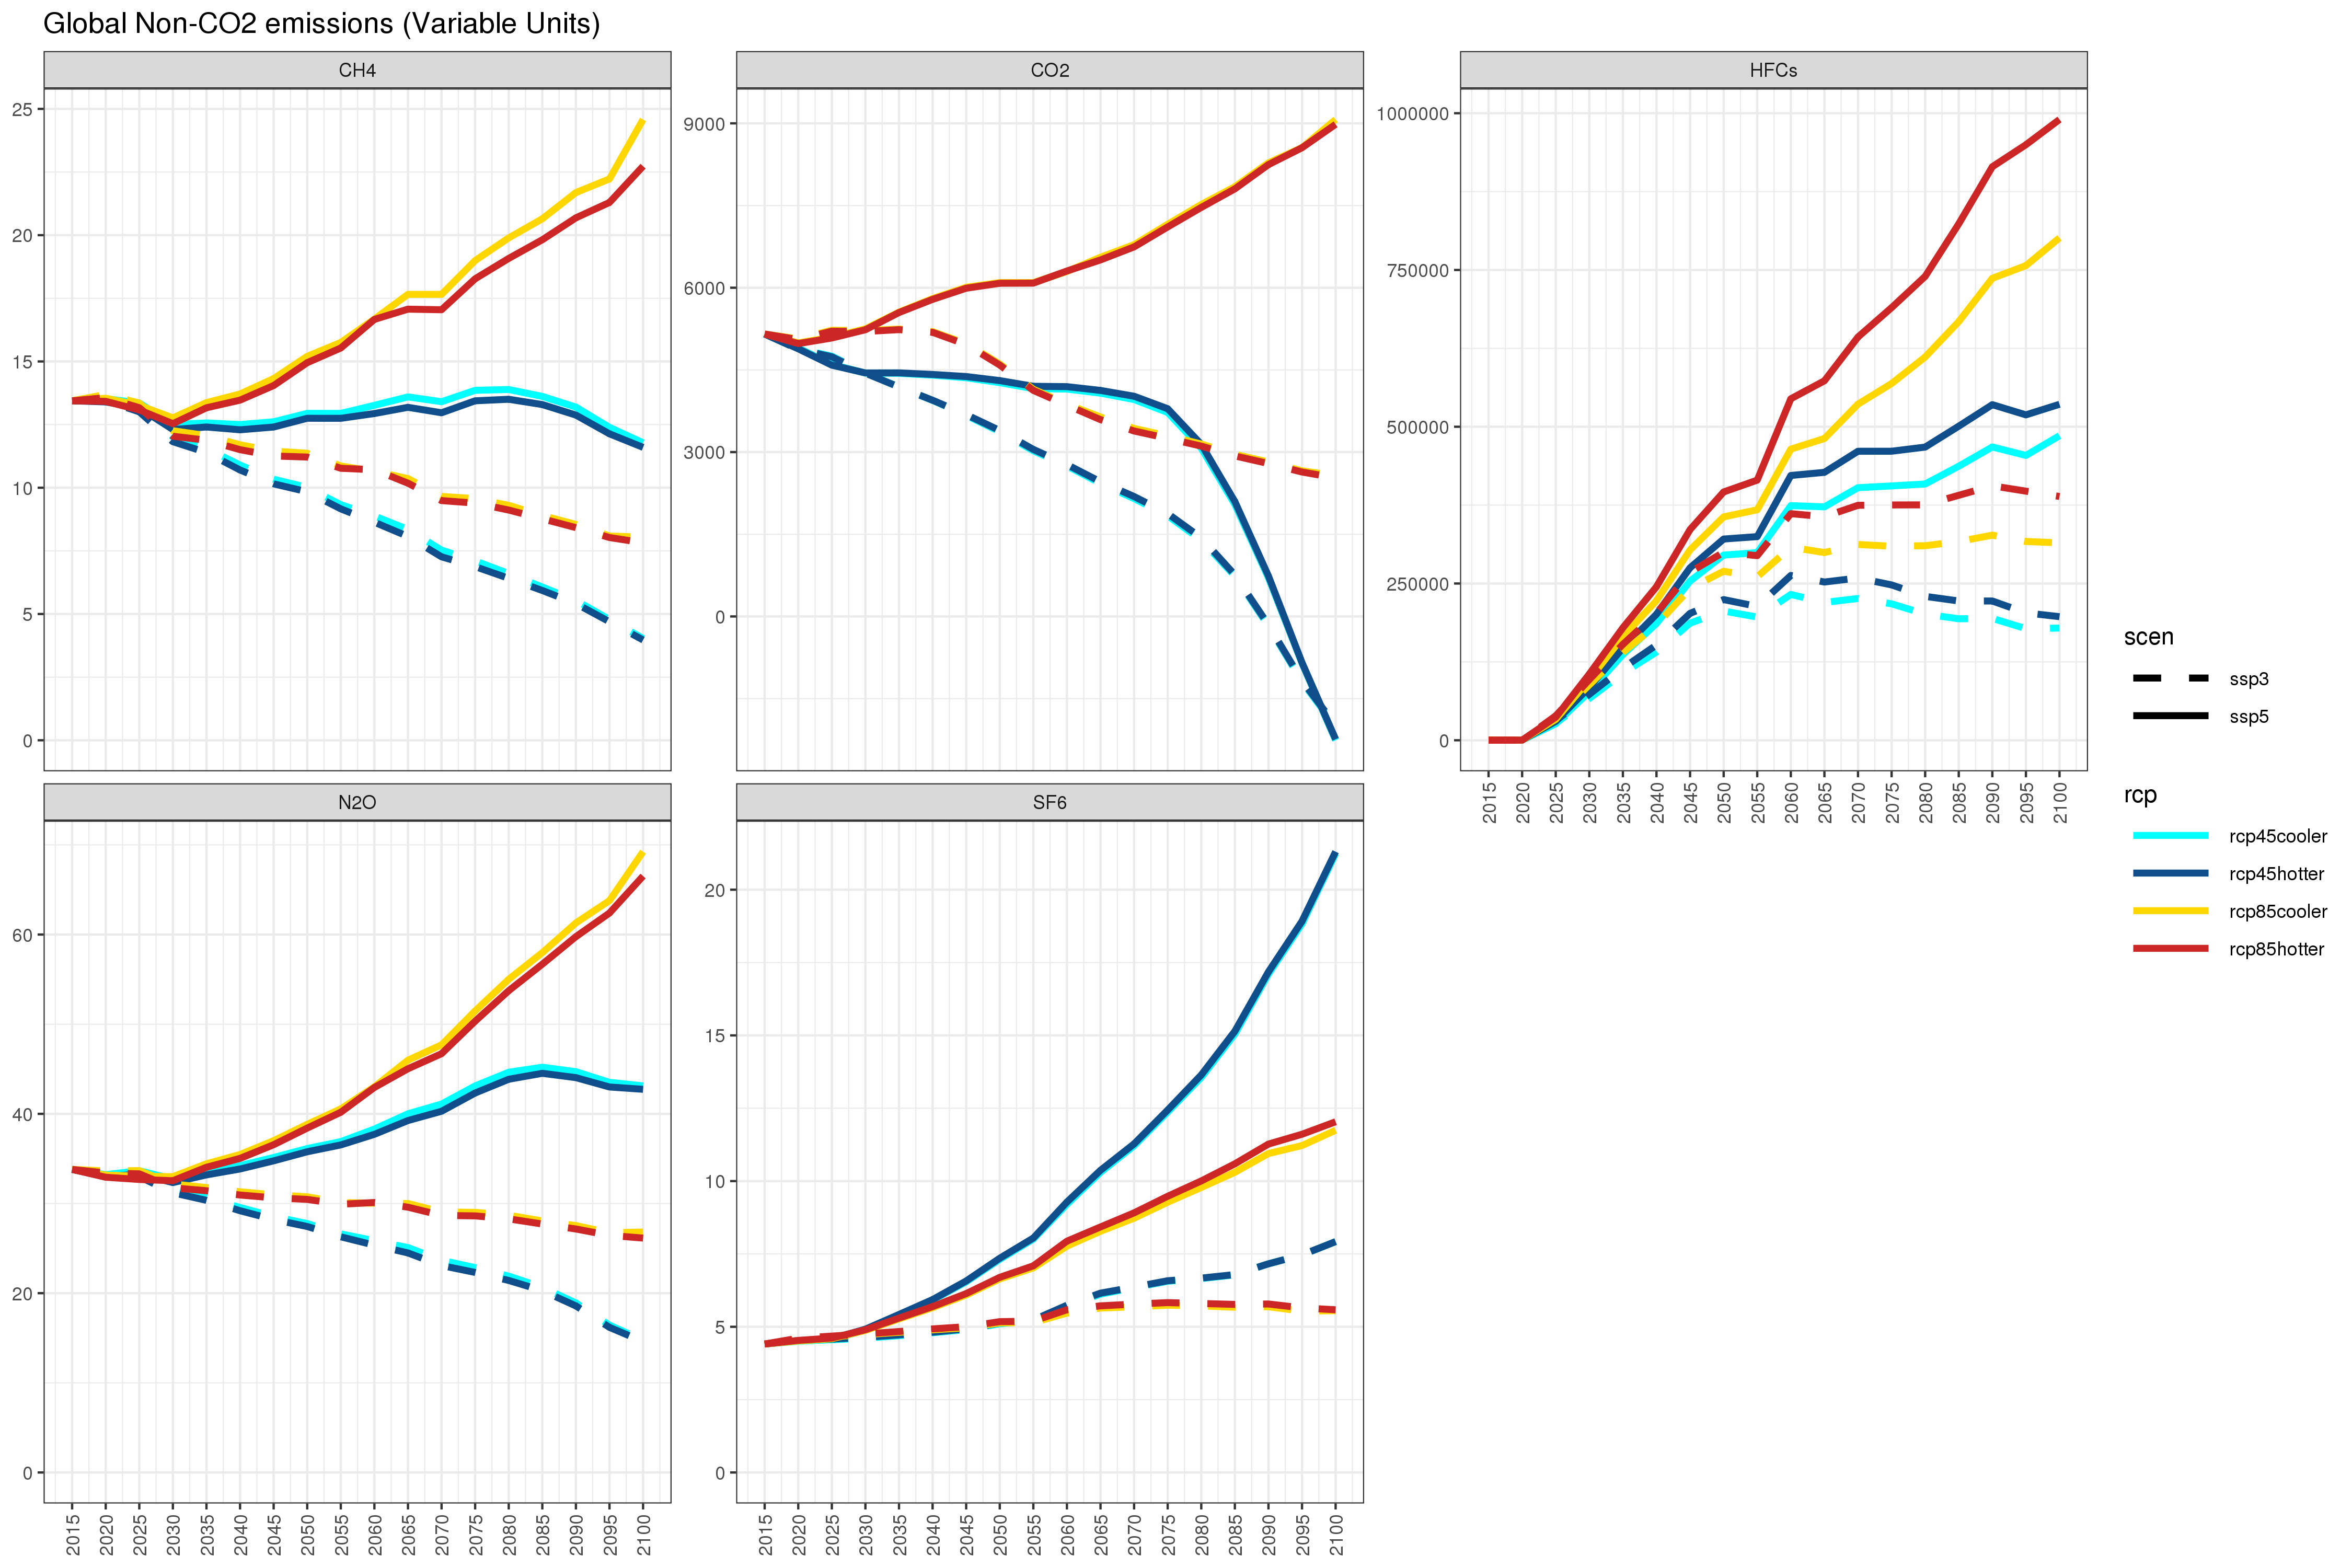 Global Non-CO2 emissions (Variable Units)
CH4
25
20
15
10
5
0
CO2
9000
6000
3000
0
HFCs
1000000
750000
500000
250000
0
2015 2020 2025 2030 2035 2040 2045 2050 2055 2060 2065 2070 2075 2080 2085 2090 2095 2100
N2O
60
40
20
0
2015 2020 2025 2030 2035 2040 2045 2050 2055 2060 2065 2070 2075 2080 2085 2090 2095 2100
SF6
20
15
10
5
0
2015 2020 2025 2030 2035 2040 2045 2050 2055 2060 2065 2070 2075 2080 2085 2090 2095 2100
scen
ssp3
ssp5
rcp
rcp45cooler
rcp45hotter
rcp85cooler
rcp85hotter